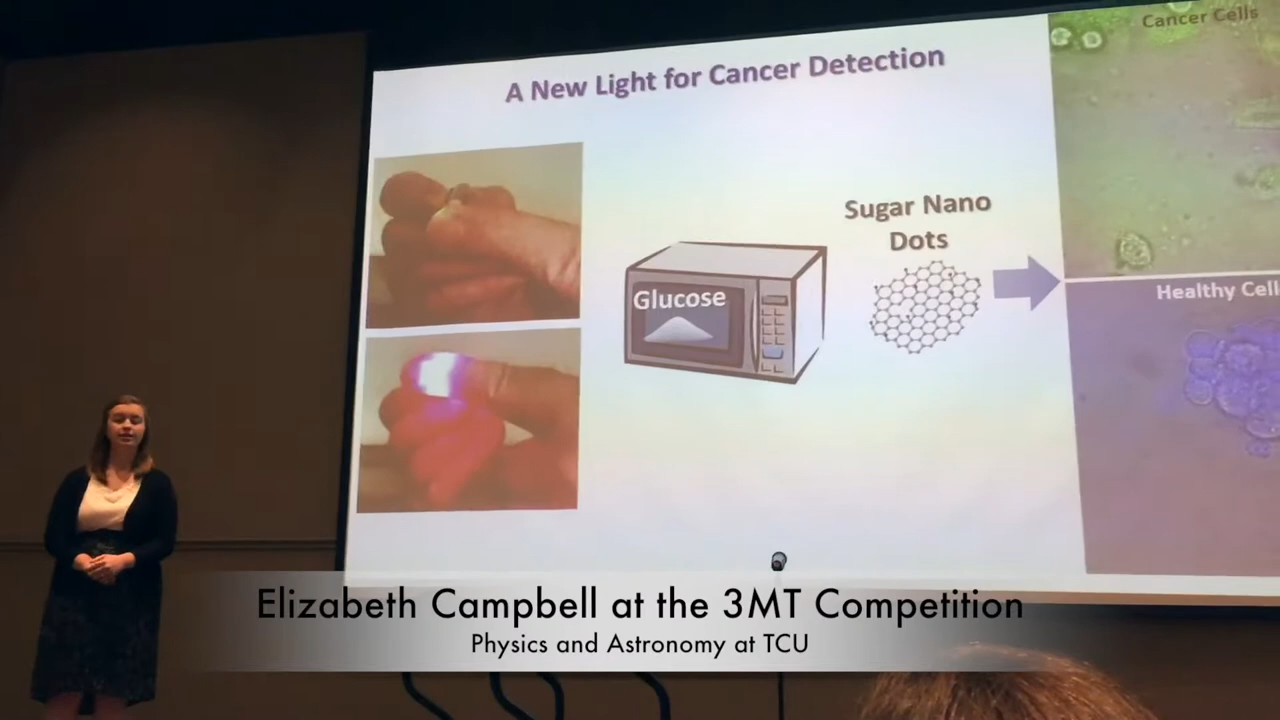 Cancer Cells
A New Light for Cancer Detection
Sugar Nano
Dots
Glucose
Healthy Cell
Elizabeth Campbell at the 3MT Competition
Physics and Astronomy at TCU